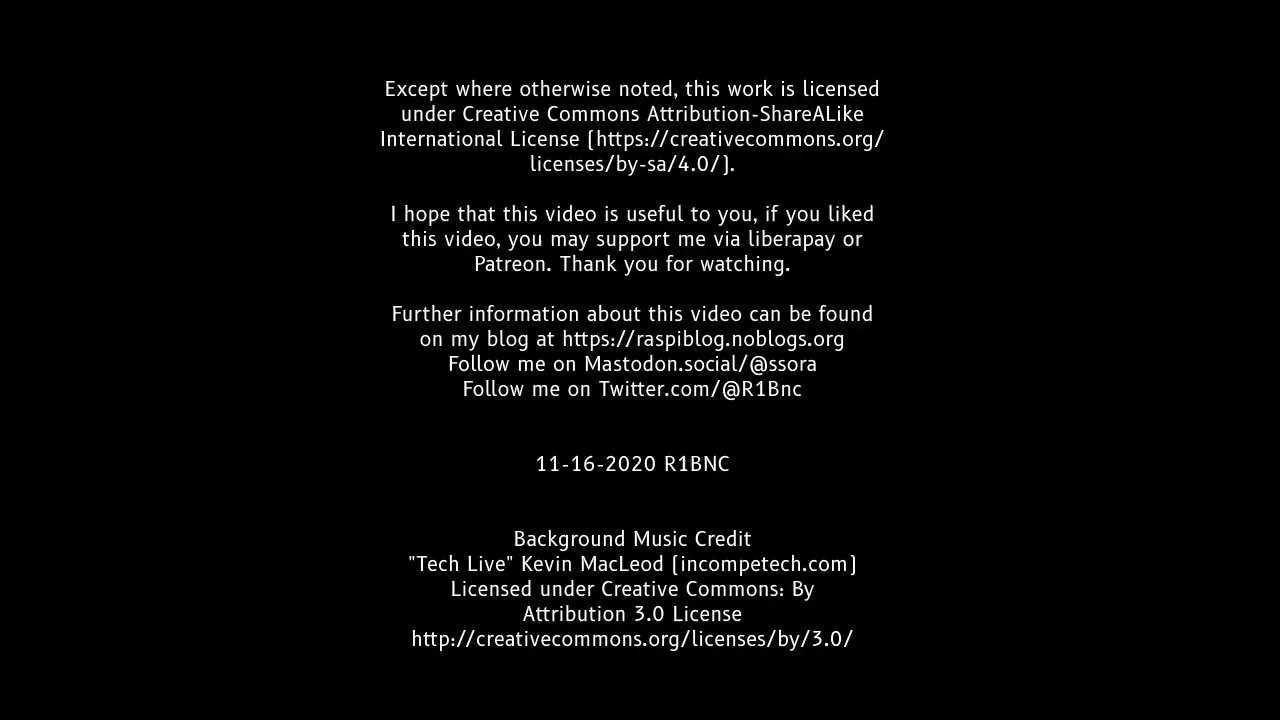 Except where otherwise noted, this work is licensed
under Creative Commons Attribution-ShareALike
International License (https://creativecommons.org/
licenses/by-sa/4.0/).
I hope that this video is useful to you, if you liked
this video, you may support me via liberapay or
Patreon. Thank you for watching.
Further information about this video can be found
on my blog at https://raspiblog.noblogs.org
Follow me on Mastodon.social/@ssora
Follow me on Twitter.com/@R1Bnc
11-16-2020 R1BNC
Background Music Credit
"Tech Live" Kevin MacLeod (incompetech.com)
Licensed under Creative Commons: By
Attribution 3.0 License
http://creativecommons.org/licenses/by/3.0/